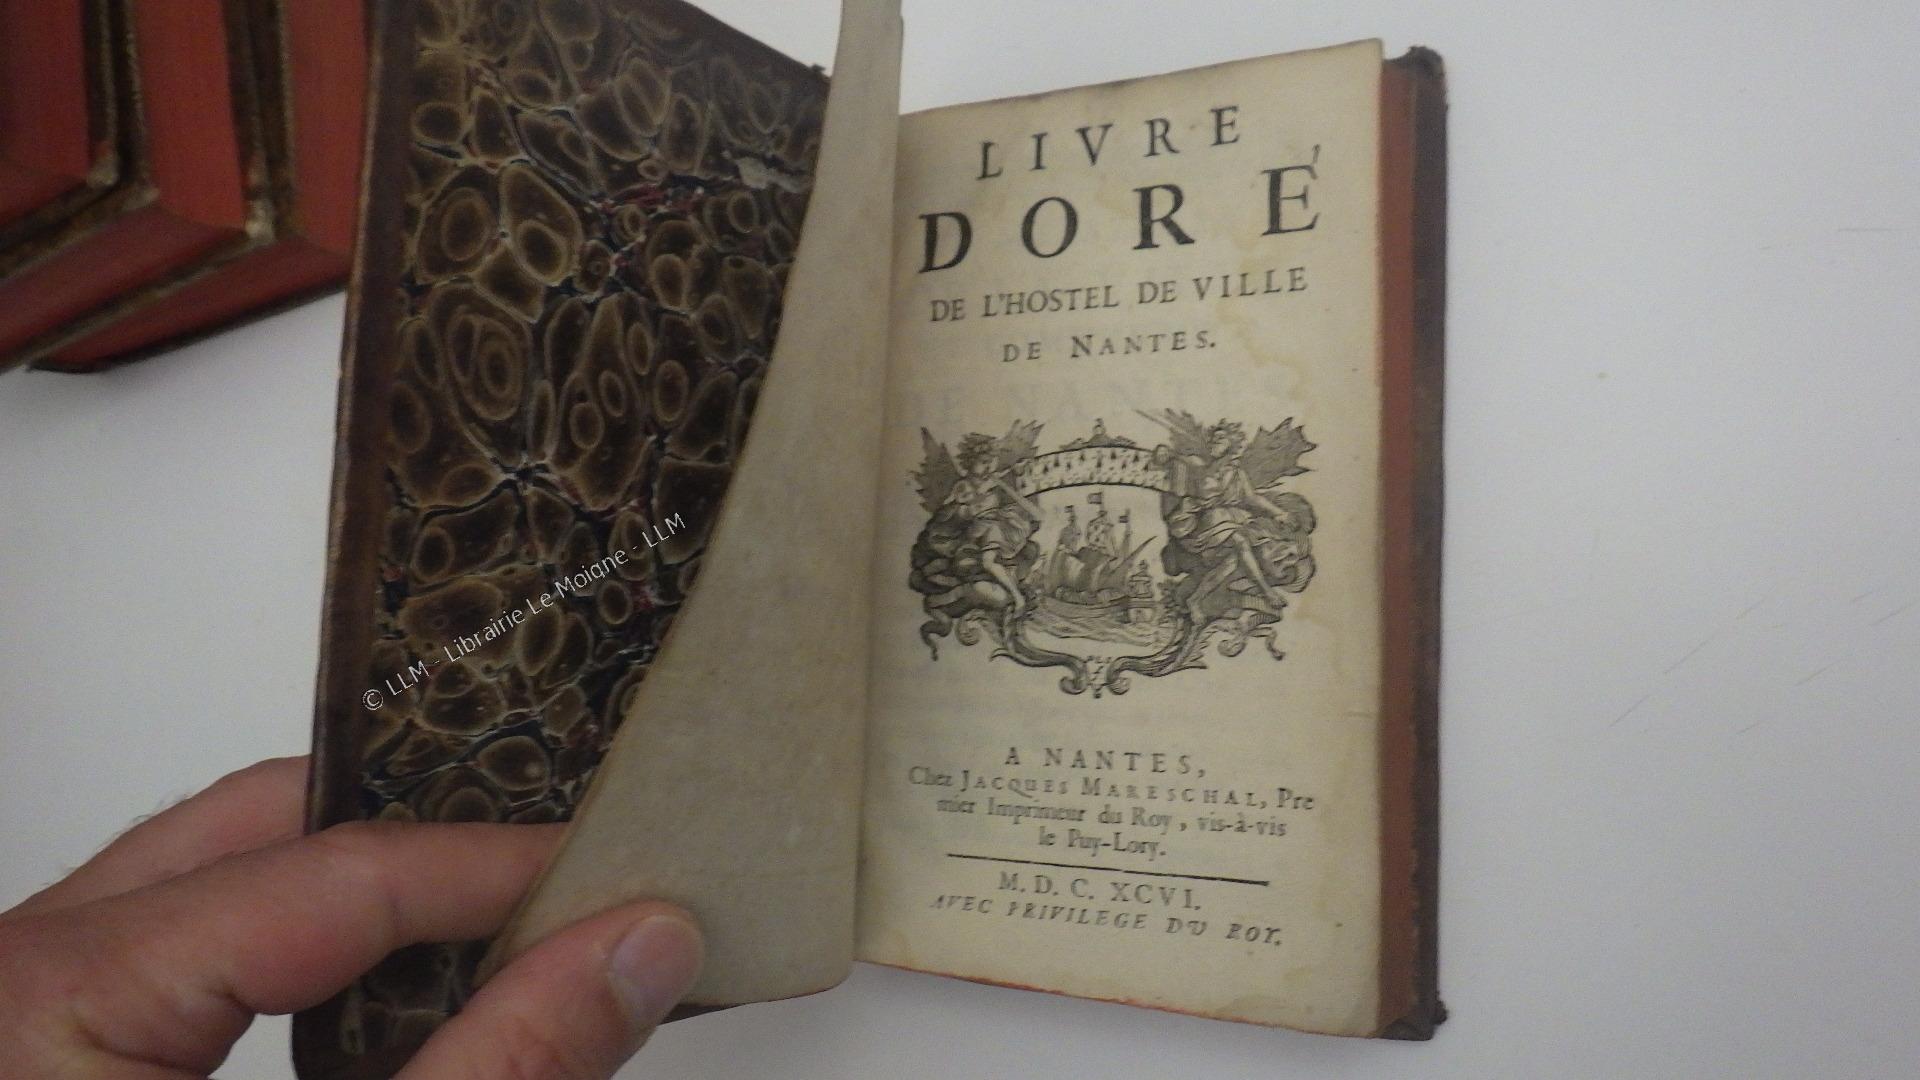 LIVRE
DORÉ
DE L'HOSTEL DE VILLE
DE NANTES.
A NANTES,
Chez JACQUES MARESCHAL, Pre
mier Imprimeur du Roy, vis-à-vis
le Puy-Lory.
M. D. C. XCVI.
AVEC PRIVILEGE DU ROY.
© LLM - Librairie Le Moigne - LLM